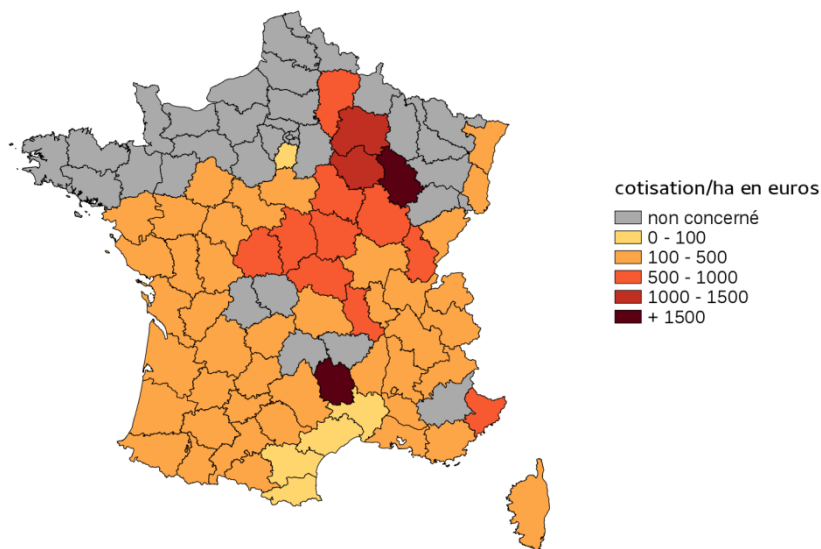 cotisation/ha en euros
non concerné
0 - 100
100 - 500
500 - 1000
1000 - 1500
+ 1500